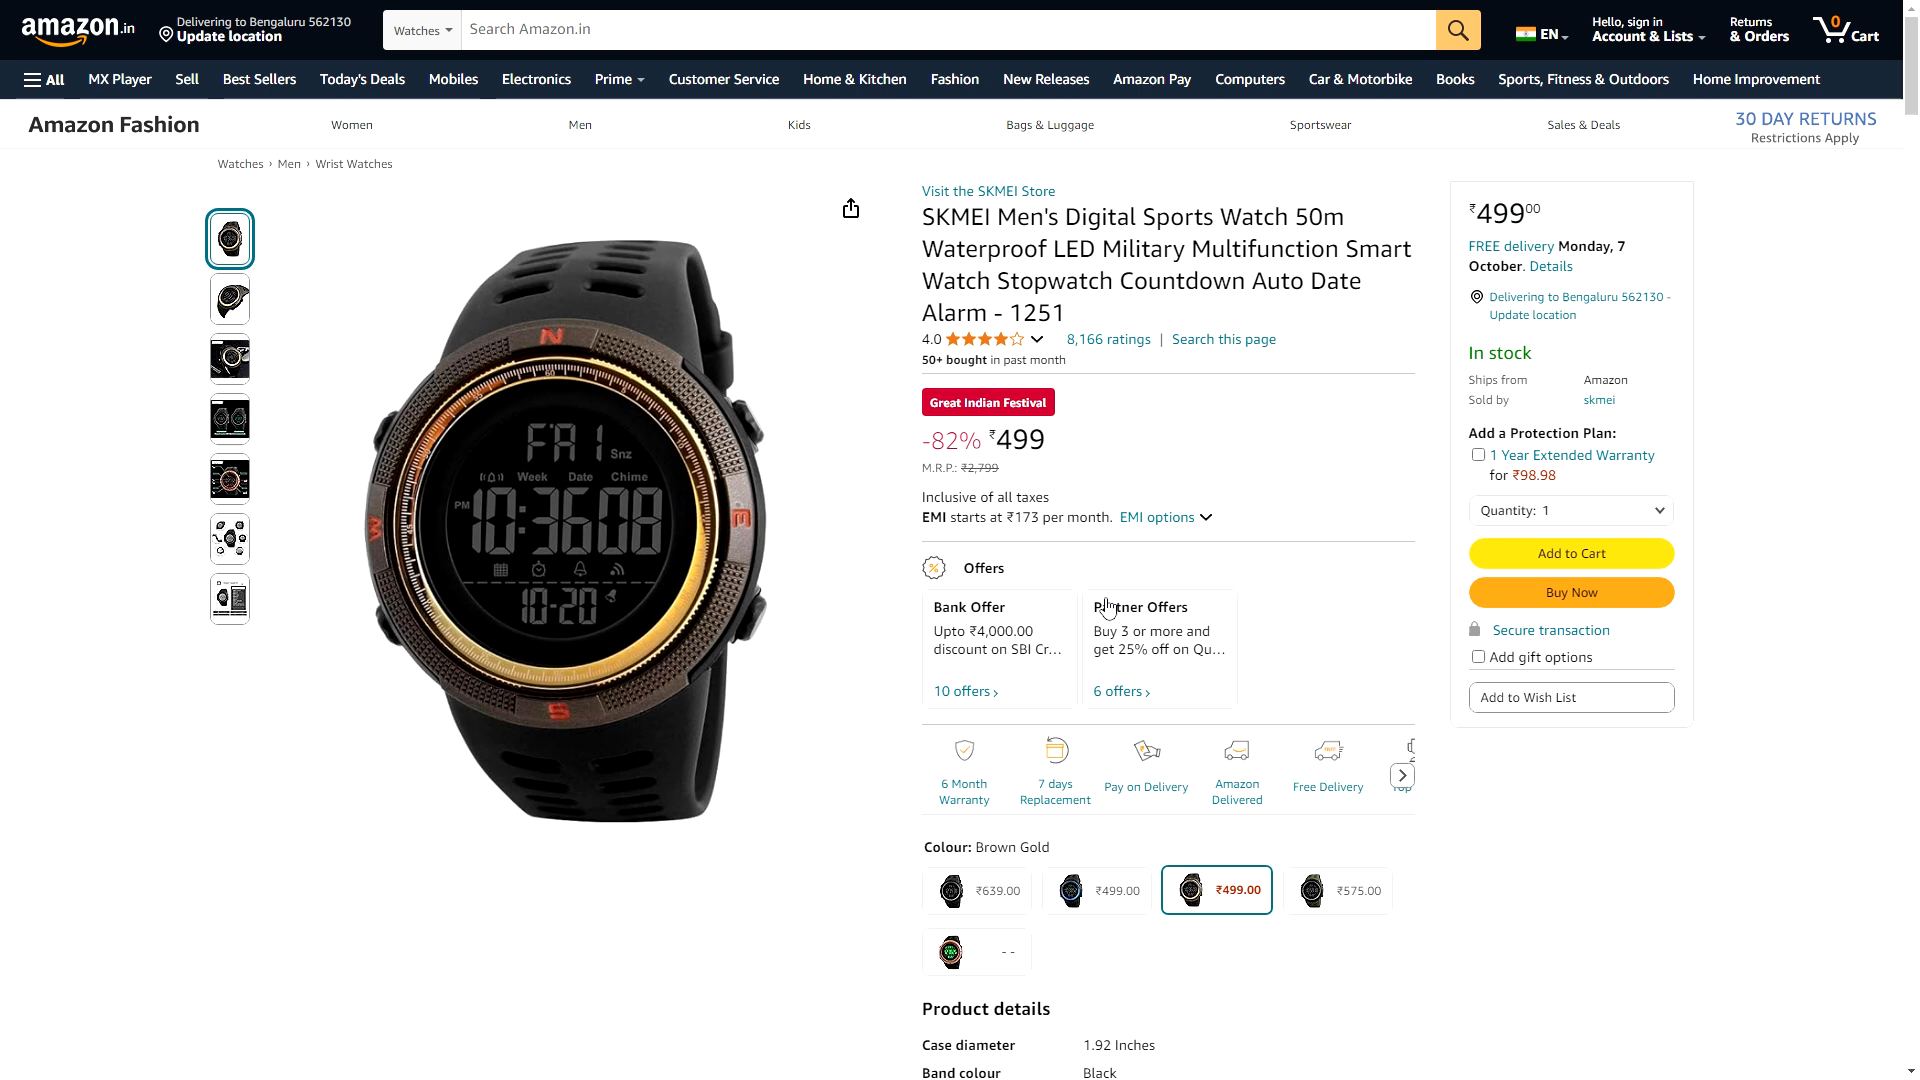 amazon.in
Delivering to Bengaluru 562130
Update location
Watches
Search Amazon.in
EN
Hello, sign in
Account & Lists
Returns
& Orders
0
Cart
All
MX Player
Sell
Best Sellers
Today's Deals
Mobiles
Electronics
Prime
Customer Service
Home & Kitchen
Fashion
New Releases
Amazon Pay
Computers
Car & Motorbike
Books
Sports, Fitness & Outdoors
Home Improvement
Amazon Fashion
Women
Men
Kids
Bags & Luggage
Sportswear
Sales & Deals
30 DAY RETURNS
Restrictions Apply
Watches › Men › Wrist Watches
N
60
FA1 Snz
Week Date Chime
PM 10:36 08
10-20
W
E
S
45
Visit the SKMEI Store
SKMEI Men's Digital Sports Watch 50m
Waterproof LED Military Multifunction Smart
Watch Stopwatch Countdown Auto Date
Alarm - 1251
4.0
8,166 ratings | Search this page
50+ bought in past month
Great Indian Festival
-82% ₹499
M.R.P.: ₹2,799
Inclusive of all taxes
EMI starts at ₹173 per month. EMI options
Offers
Bank Offer
Upto ₹4,000.00
discount on SBI Cr...
10 offers ›
Partner Offers
Buy 3 or more and
get 25% off on Qu...
6 offers ›
6 Month
Warranty
7 days
Replacement
Pay on Delivery
Amazon
Delivered
Free Delivery
Colour: Brown Gold
₹639.00
₹499.00
₹499.00
₹575.00
- -
Product details
Case diameter 1.92 Inches
Band colour Black
₹49900
FREE delivery Monday, 7
October. Details
Delivering to Bengaluru 562130 -
Update location
In stock
Ships from Amazon
Sold by skmei
Add a Protection Plan:
1 Year Extended Warranty
for ₹98.98
Quantity: 1
Add to Cart
Buy Now
Secure transaction
Add gift options
Add to Wish List